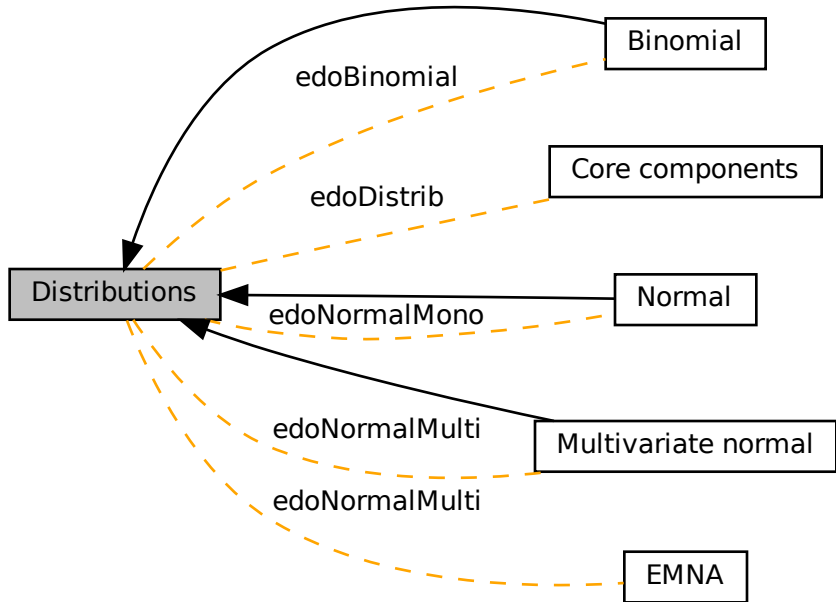 Binomial
edoBinomial
Core components
edoDistrib
Distributions
Normal
edoNormalMono
edoNormalMulti
Multivariate normal
edoNormalMulti
EMNA